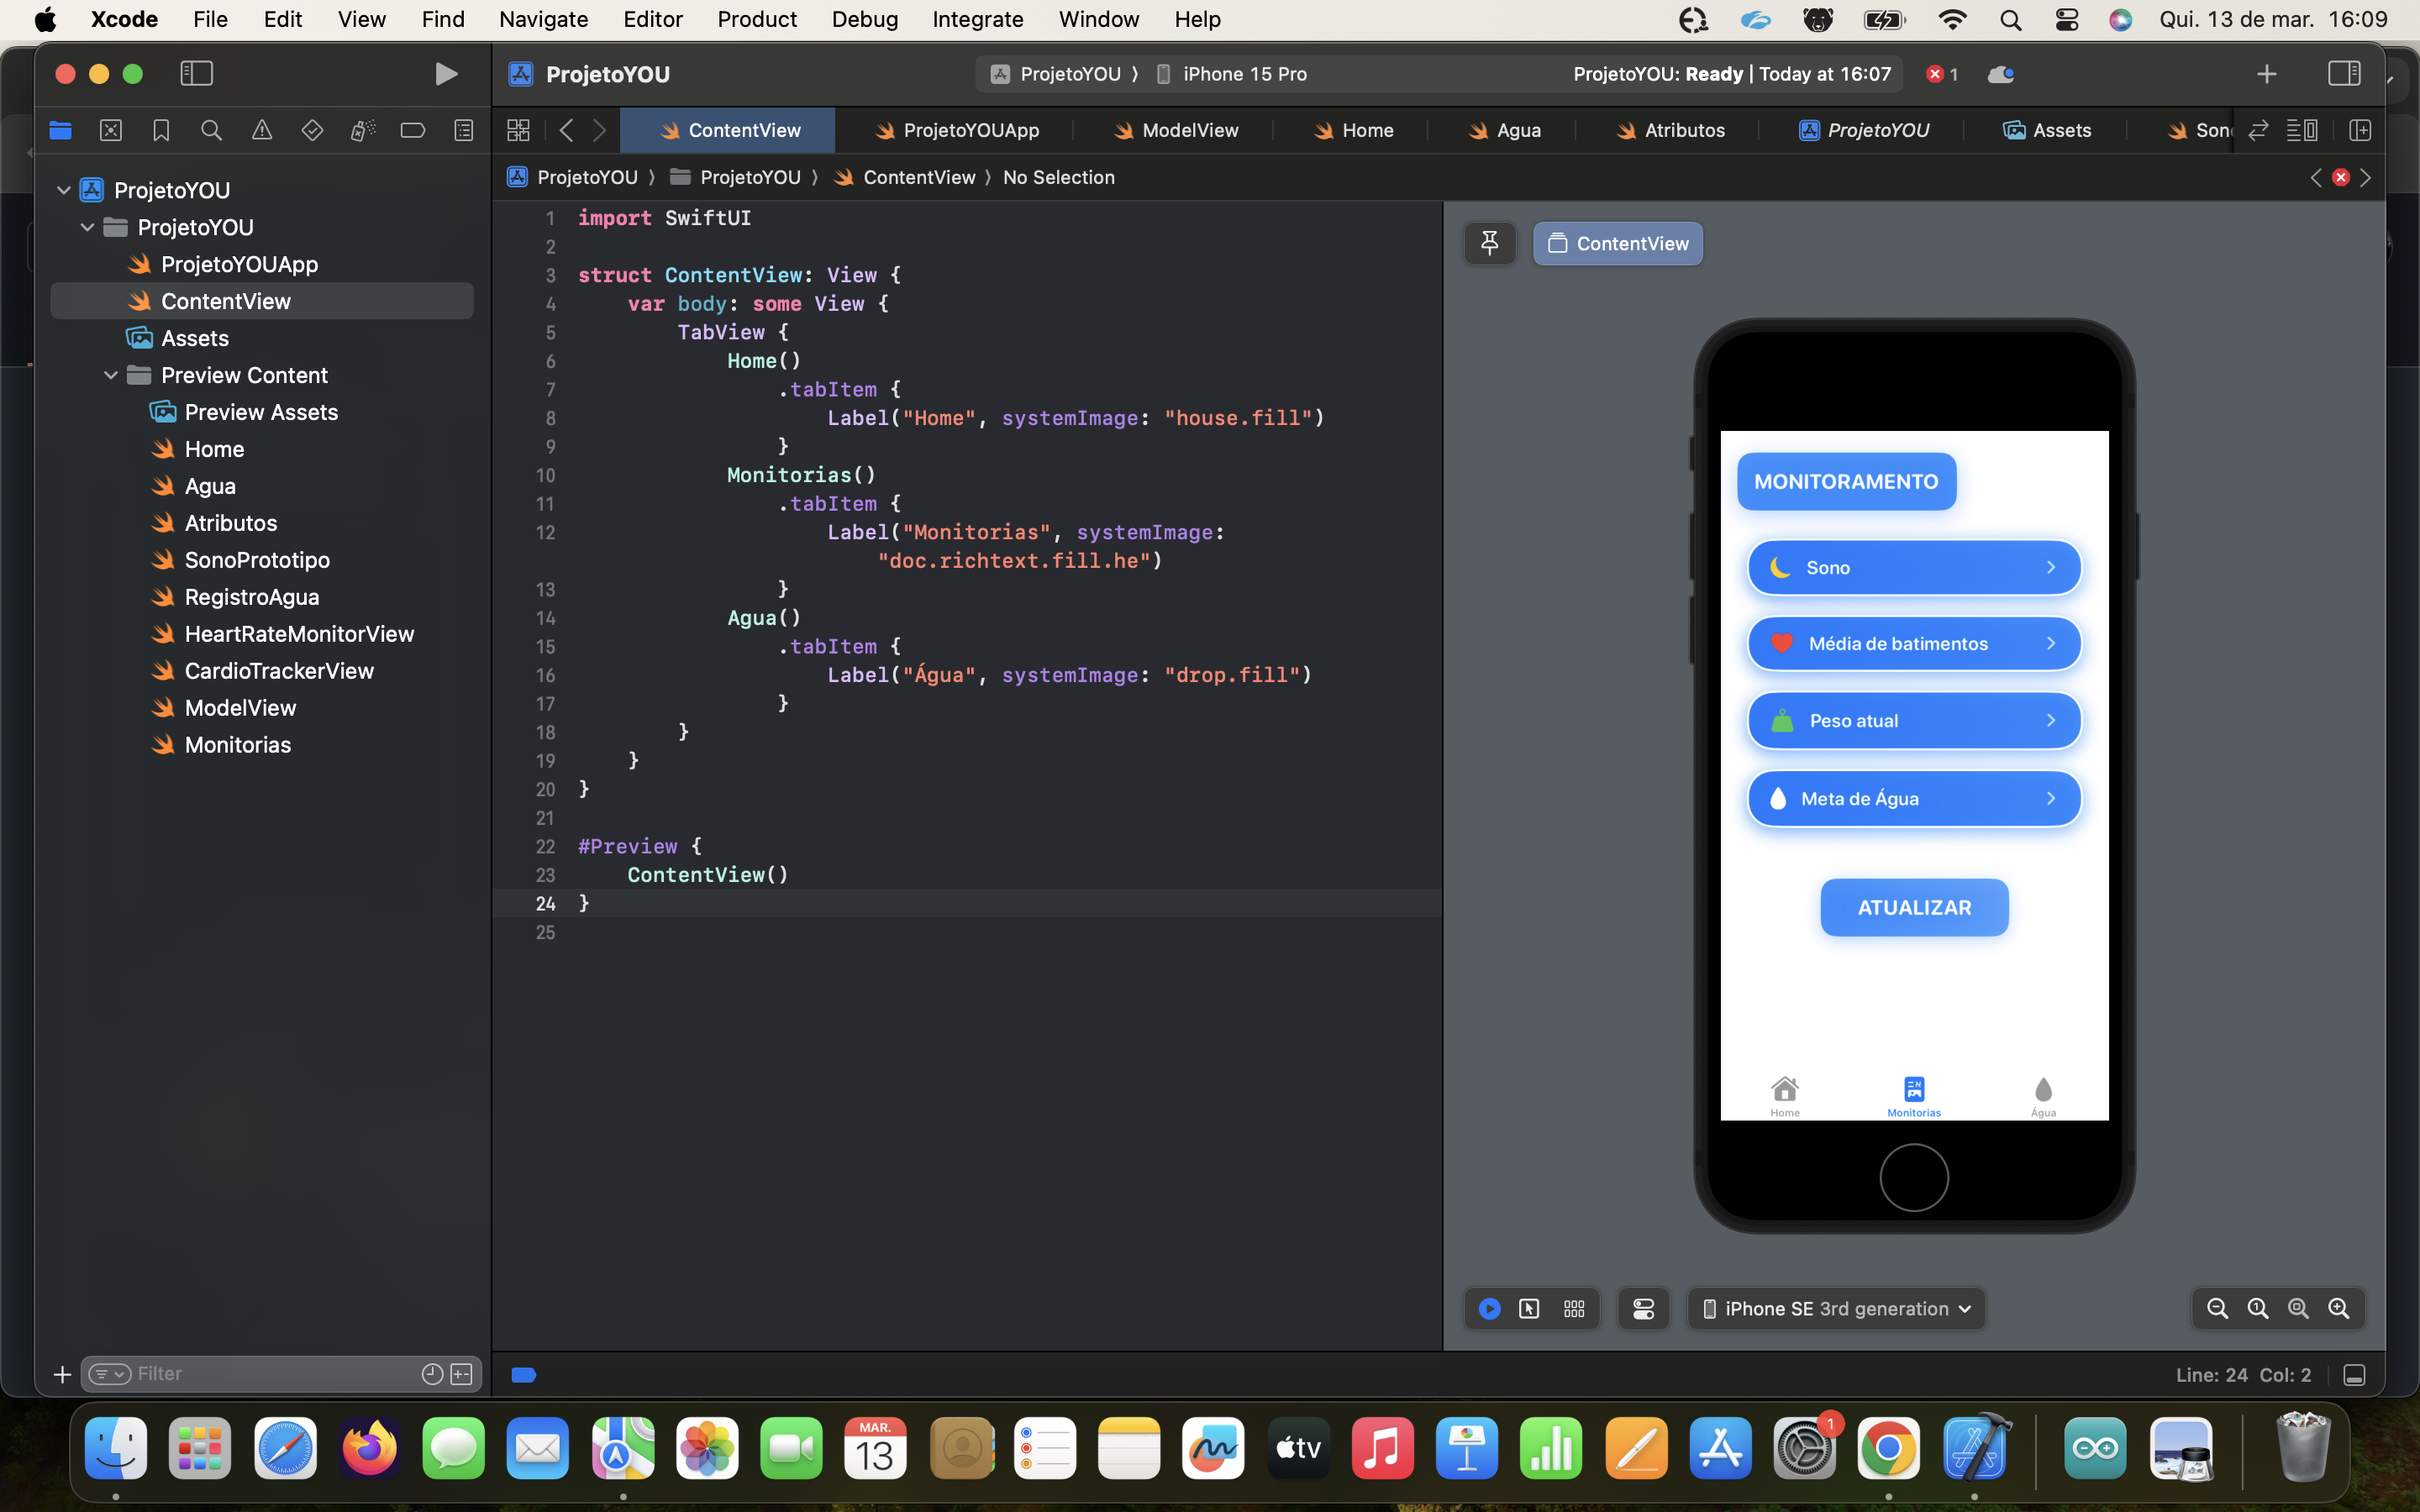 Xcode File Edit View Find Navigate Editor Product Debug Integrate Window Help Qui. 13 de mar. 16:09
ProjetoYOU ProjetoYOU ⟩ iPhone 15 Pro ProjetoYOU: Ready | Today at 16:07 1
ContentView ProjetoYOUApp ModelView Home Agua Atributos ProjetoYOU Assets Son
ProjetoYOU ⟩ ProjetoYOU ⟩ ContentView ⟩ No Selection
ProjetoYOU
ProjetoYOU
ProjetoYOUApp
ContentView
Assets
Preview Content
Preview Assets
Home
Agua
Atributos
SonoPrototipo
RegistroAgua
HeartRateMonitorView
CardioTrackerView
ModelView
Monitorias
Filter
1 import SwiftUI
2
3 struct ContentView: View {
4     var body: some View {
5         TabView {
6             Home()
7                 .tabItem {
8                     Label("Home", systemImage: "house.fill")
9                 }
10             Monitorias()
11                 .tabItem {
12                     Label("Monitorias", systemImage:
                        "doc.richtext.fill.he")
13                 }
14             Agua()
15                 .tabItem {
16                     Label("Água", systemImage: "drop.fill")
17                 }
18         }
19     }
20 }
21
22 #Preview {
23     ContentView()
24 }
25
ContentView
MONITORAMENTO
Sono
Média de batimentos
Peso atual
Meta de Água
ATUALIZAR
Home Monitorias Água
iPhone SE 3rd generation
Line: 24 Col: 2
MAR.
13
tv
1